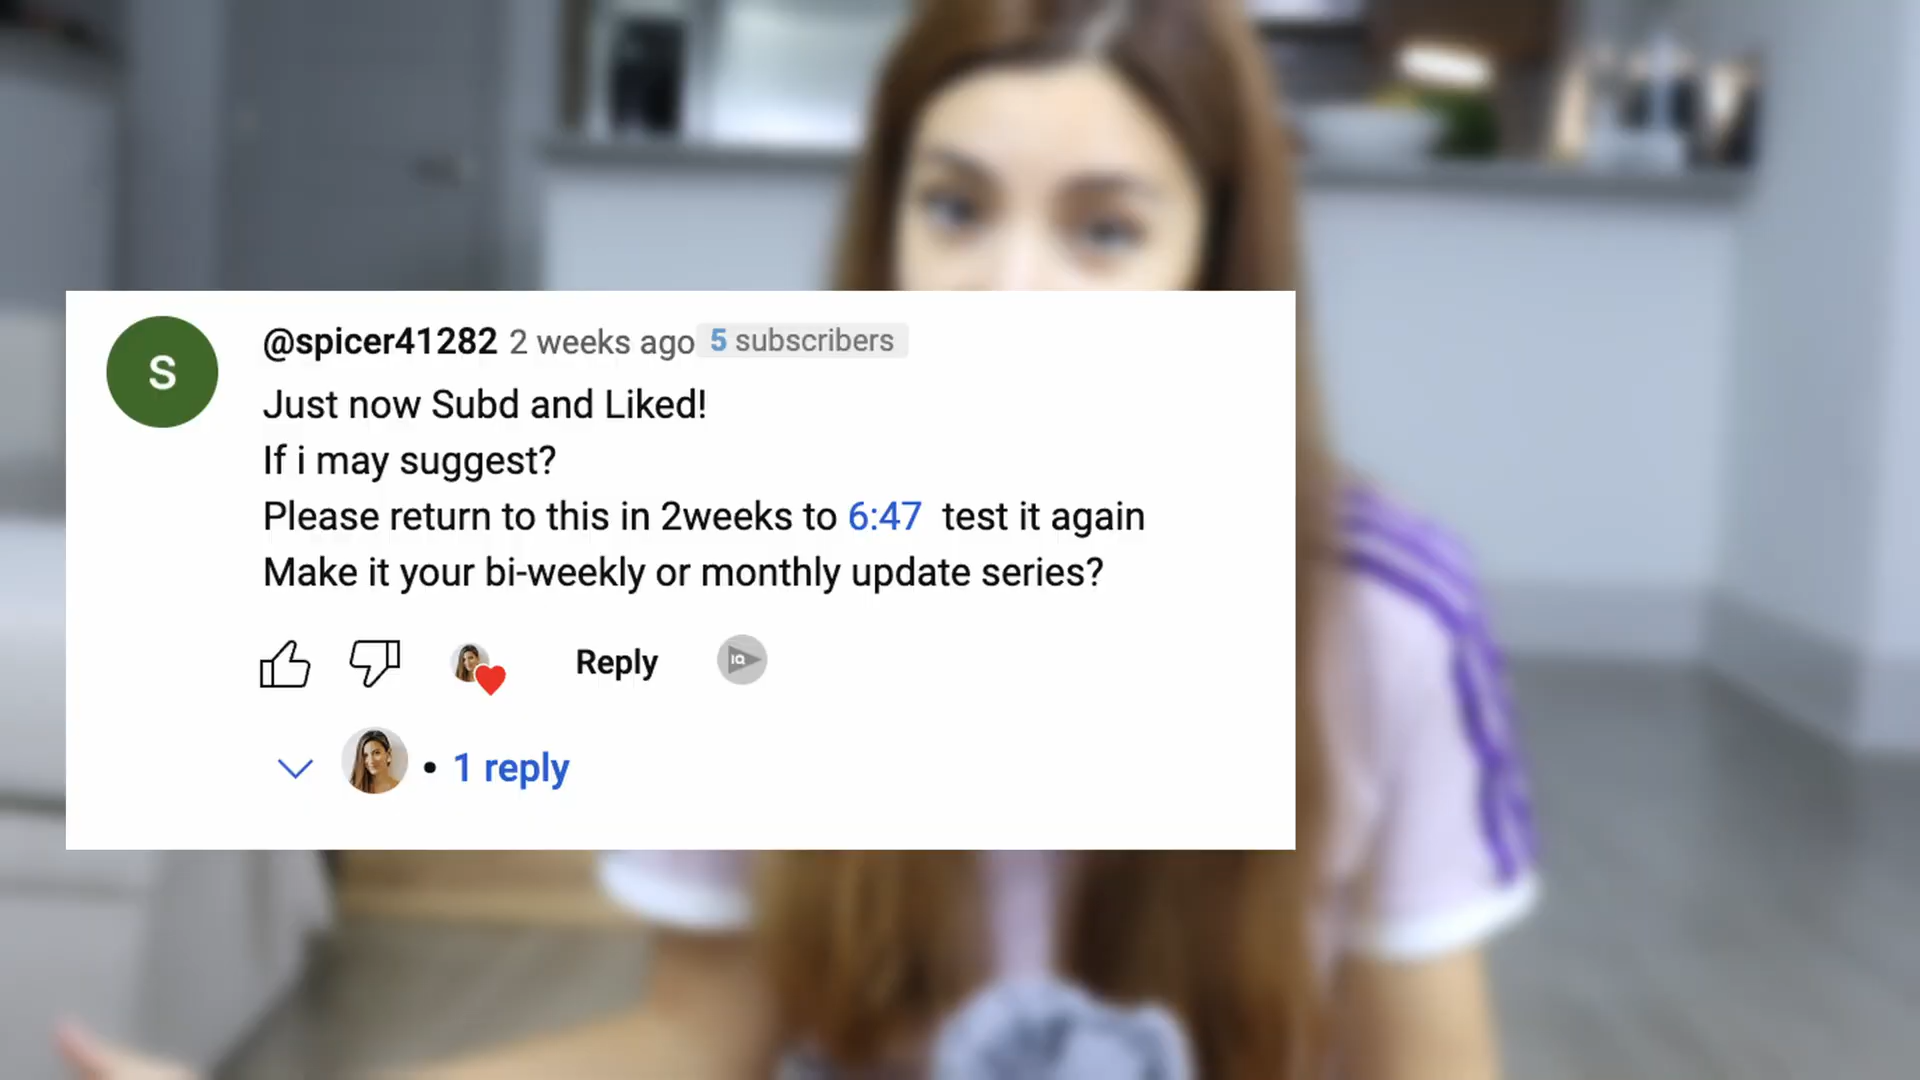 S
@spicer41282 2 weeks ago 5 subscribers
Just now Subd and Liked!
If i may suggest?
Please return to this in 2weeks to 6:47 test it again
Make it your bi-weekly or monthly update series?
Reply
IQ
• 1 reply